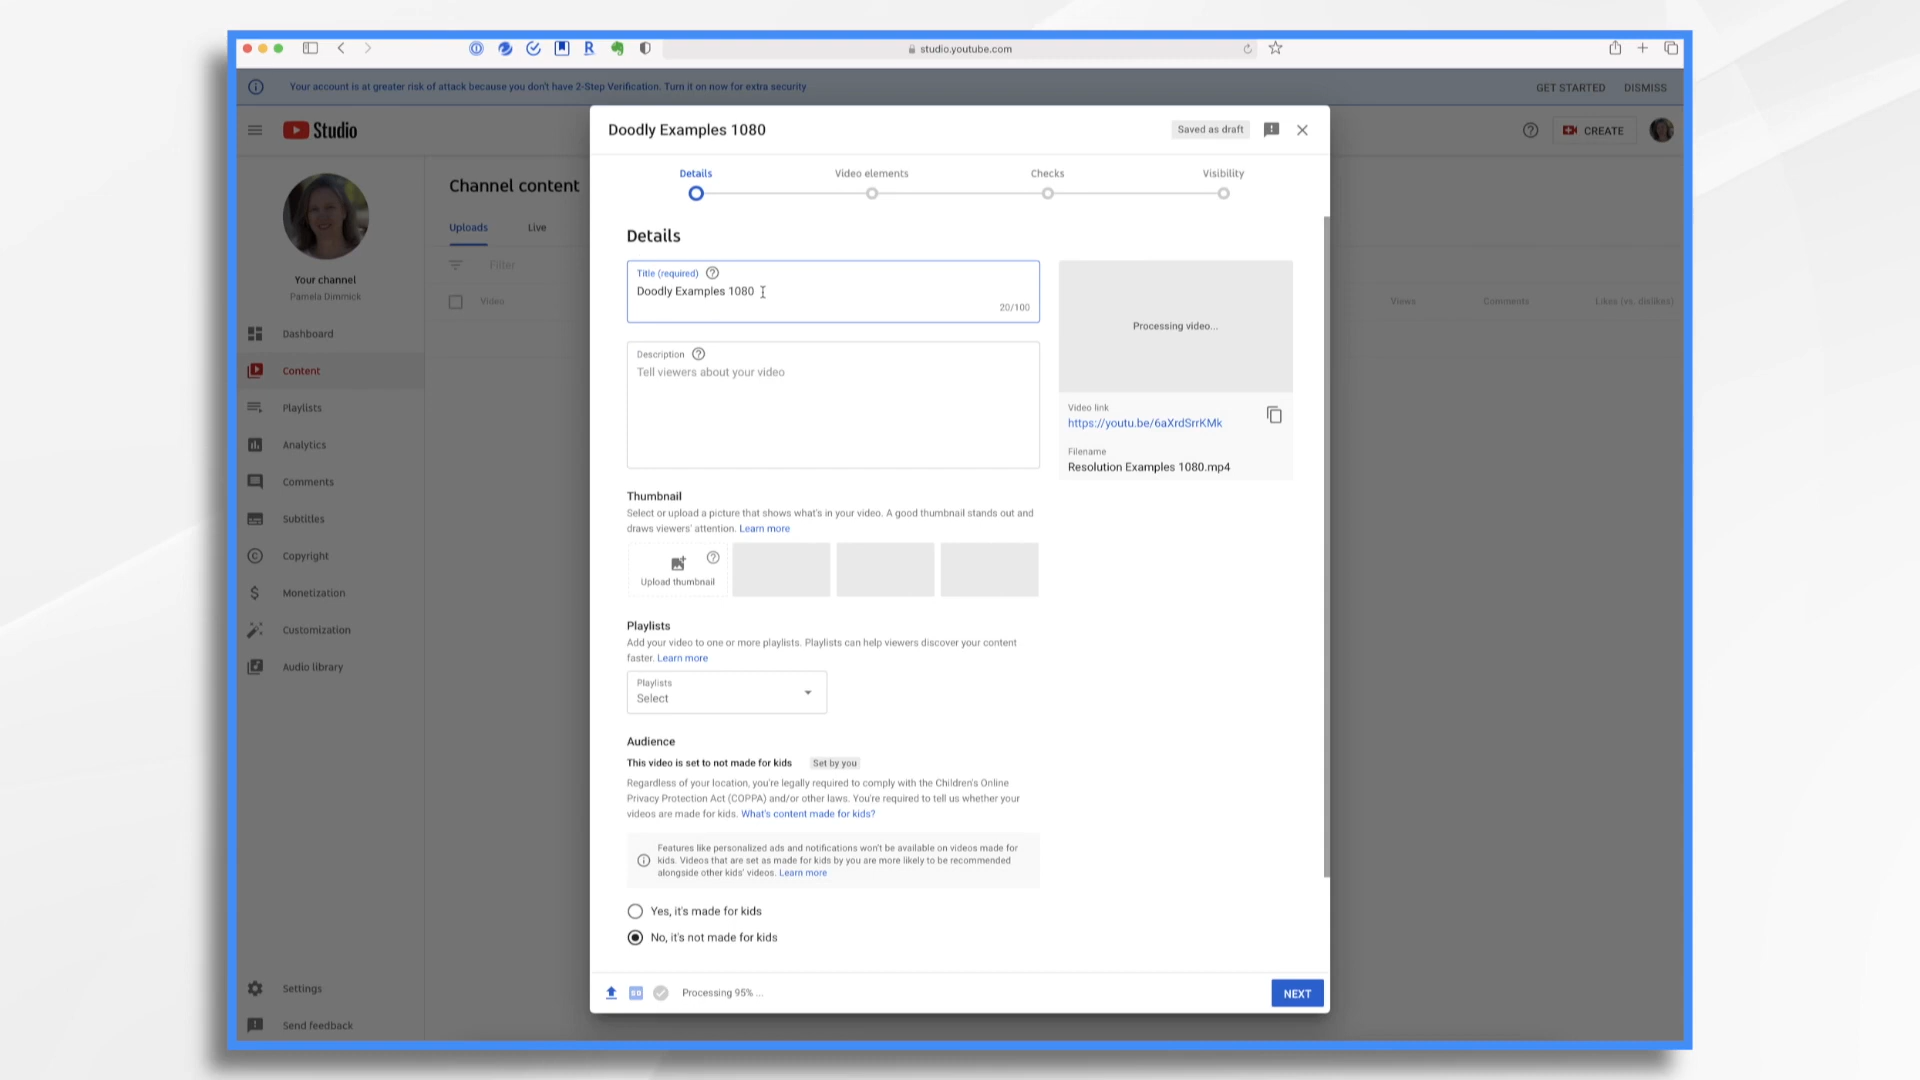 studio.youtube.com
Your account is at greater risk of attack because you don't have 2-Step Verification. Turn it on now for extra security
GET STARTED
DISMISS
Studio
CREATE
Your channel
Pamela Dimmick
Dashboard
Content
Playlists
Analytics
Comments
Subtitles
Copyright
Monetization
Customization
Audio library
Settings
Send feedback
Channel content
Uploads
Live
Filter
Video
Views
Comments
Likes (vs. dislikes)
Doodly Examples 1080
Saved as draft
Details
Video elements
Checks
Visibility
Details
Title (required)
Doodly Examples 1080
20/100
Description
Tell viewers about your video
Processing video...
Video link
https://youtu.be/6aXrdSrrKMk
Filename
Resolution Examples 1080.mp4
Thumbnail
Select or upload a picture that shows what's in your video. A good thumbnail stands out and
draws viewers' attention. Learn more
Upload thumbnail
Playlists
Add your video to one or more playlists. Playlists can help viewers discover your content
faster. Learn more
Playlists
Select
Audience
This video is set to not made for kids
Set by you
Regardless of your location, you're legally required to comply with the Children's Online
Privacy Protection Act (COPPA) and/or other laws. You're required to tell us whether your
videos are made for kids. What's content made for kids?
Features like personalized ads and notifications won't be available on videos made for
kids. Videos that are set as made for kids by you are more likely to be recommended
alongside other kids' videos. Learn more
Yes, it's made for kids
No, it's not made for kids
Processing 95% ...
NEXT